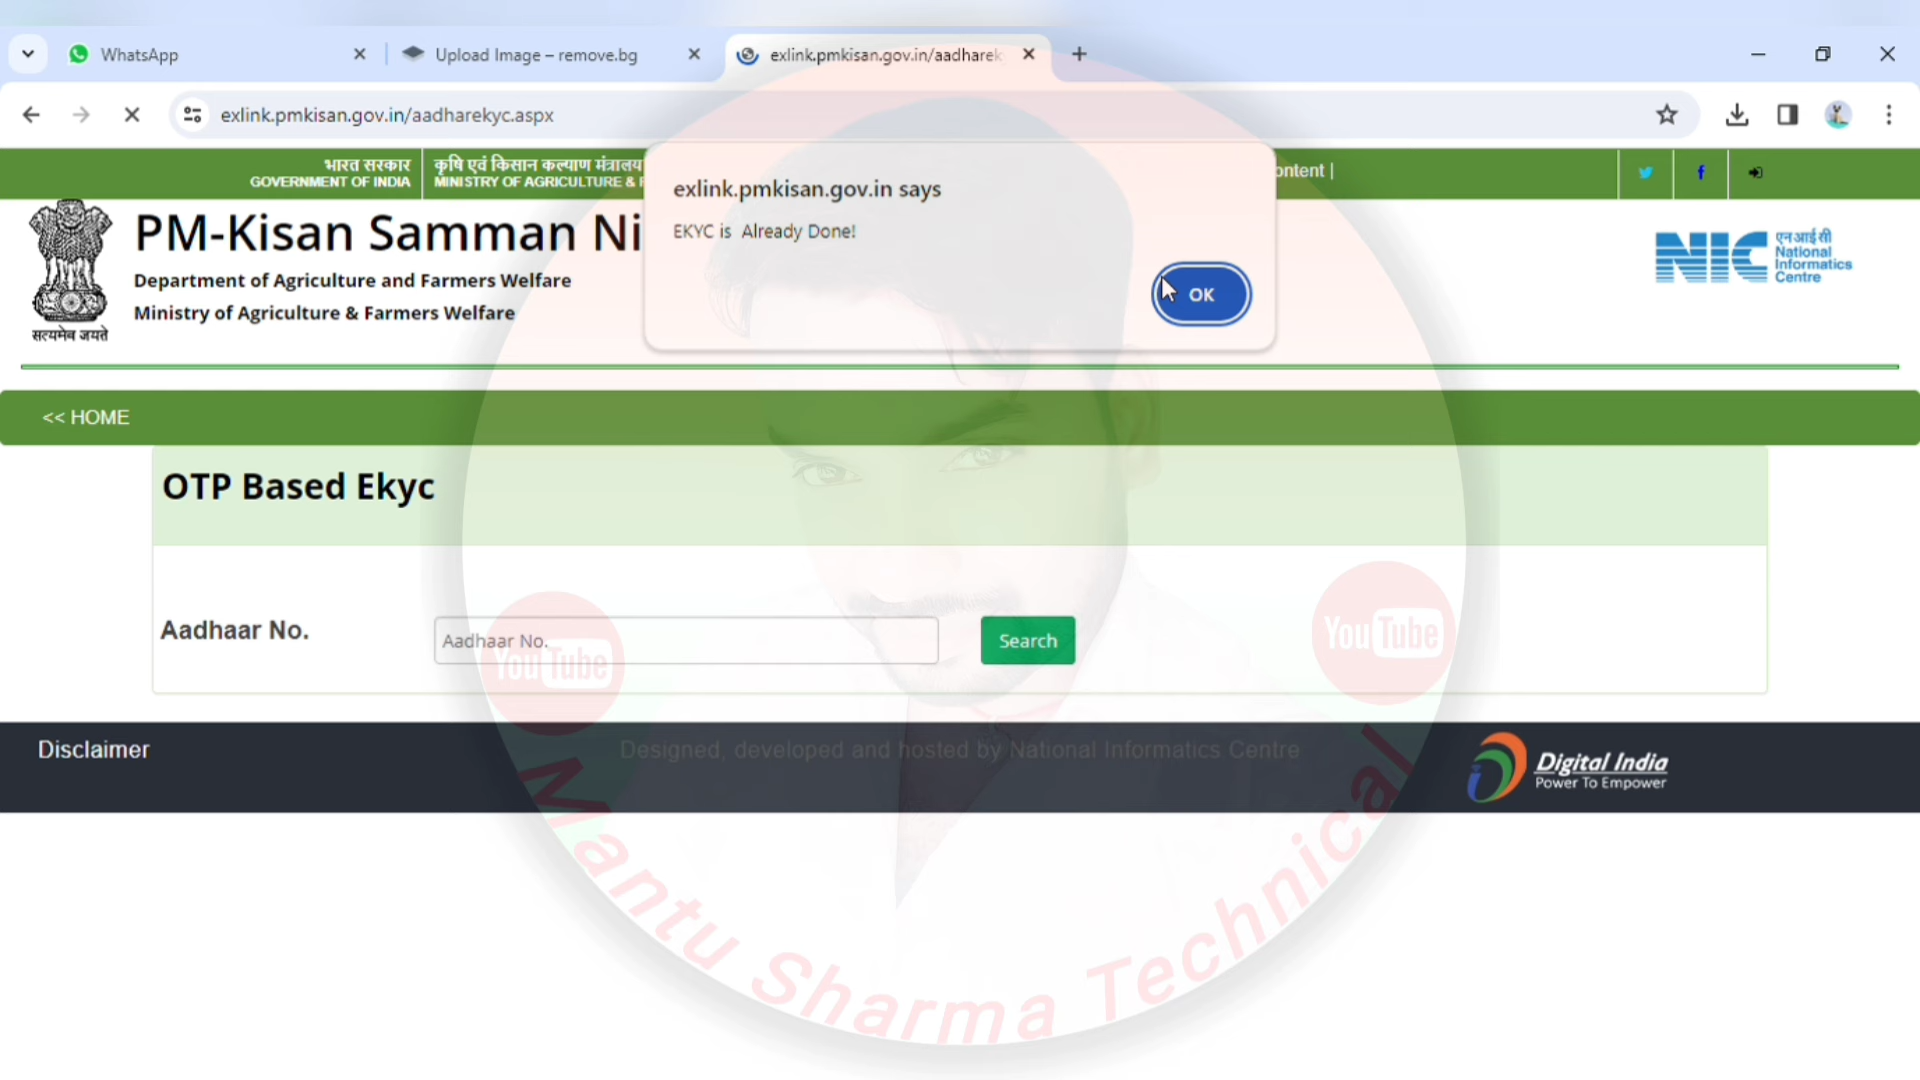 WhatsApp
Upload Image – remove.bg
exlink.pmkisan.gov.in/aadharek
exlink.pmkisan.gov.in/aadharekyc.aspx
भारत सरकार
GOVERNMENT OF INDIA
कृषि एवं किसान कल्याण मंत्रालय
MINISTRY OF AGRICULTURE &
ontent |
exlink.pmkisan.gov.in says
EKYC is Already Done!
OK
PM-Kisan Samman Ni
Department of Agriculture and Farmers Welfare
Ministry of Agriculture & Farmers Welfare
सत्यमेव जयते
NIC
एन आई सी
National
Informatics
Centre
<< HOME
OTP Based Ekyc
Aadhaar No.
Aadhaar No.
Search
YouTube
YouTube
Disclaimer
Designed, developed and hosted by National Informatics Centre
Digital India
Power To Empower
Mantu Sharma Technical